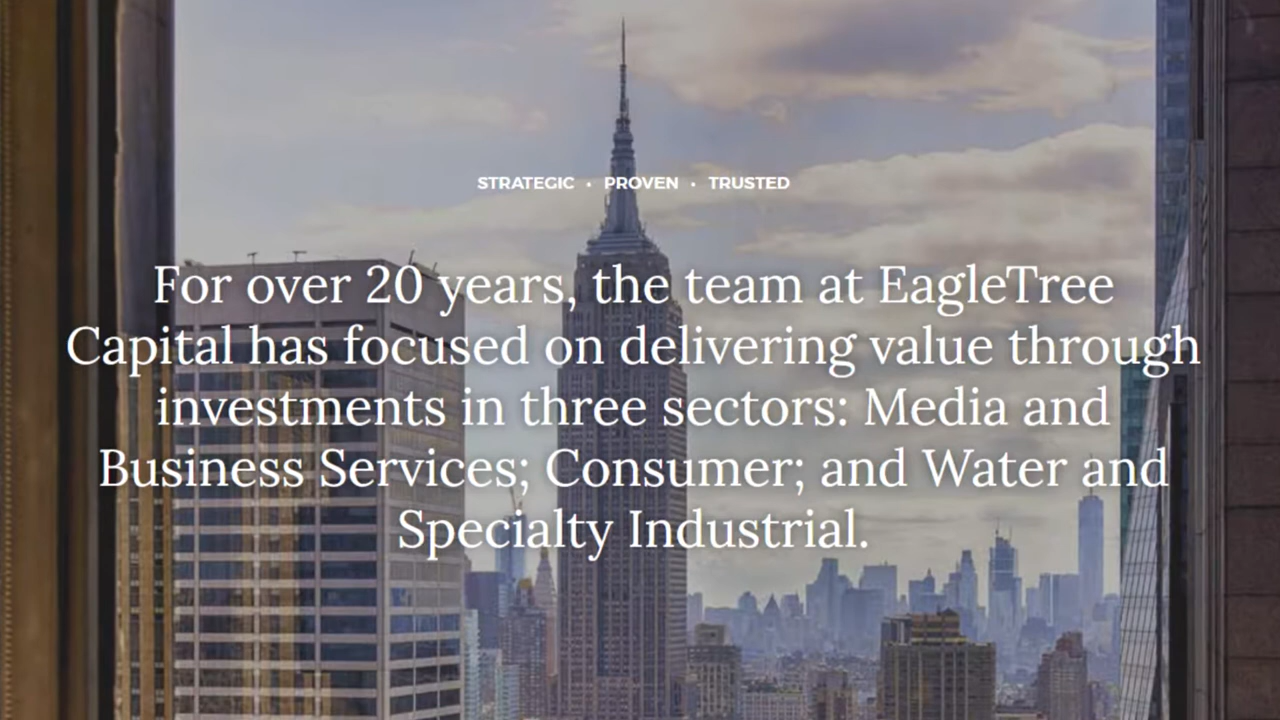 STRATEGIC · PROVEN · TRUSTED
For over 20 years, the team at EagleTree
Capital has focused on delivering value through
investments in three sectors: Media and
Business Services; Consumer; and Water and
Specialty Industrial.